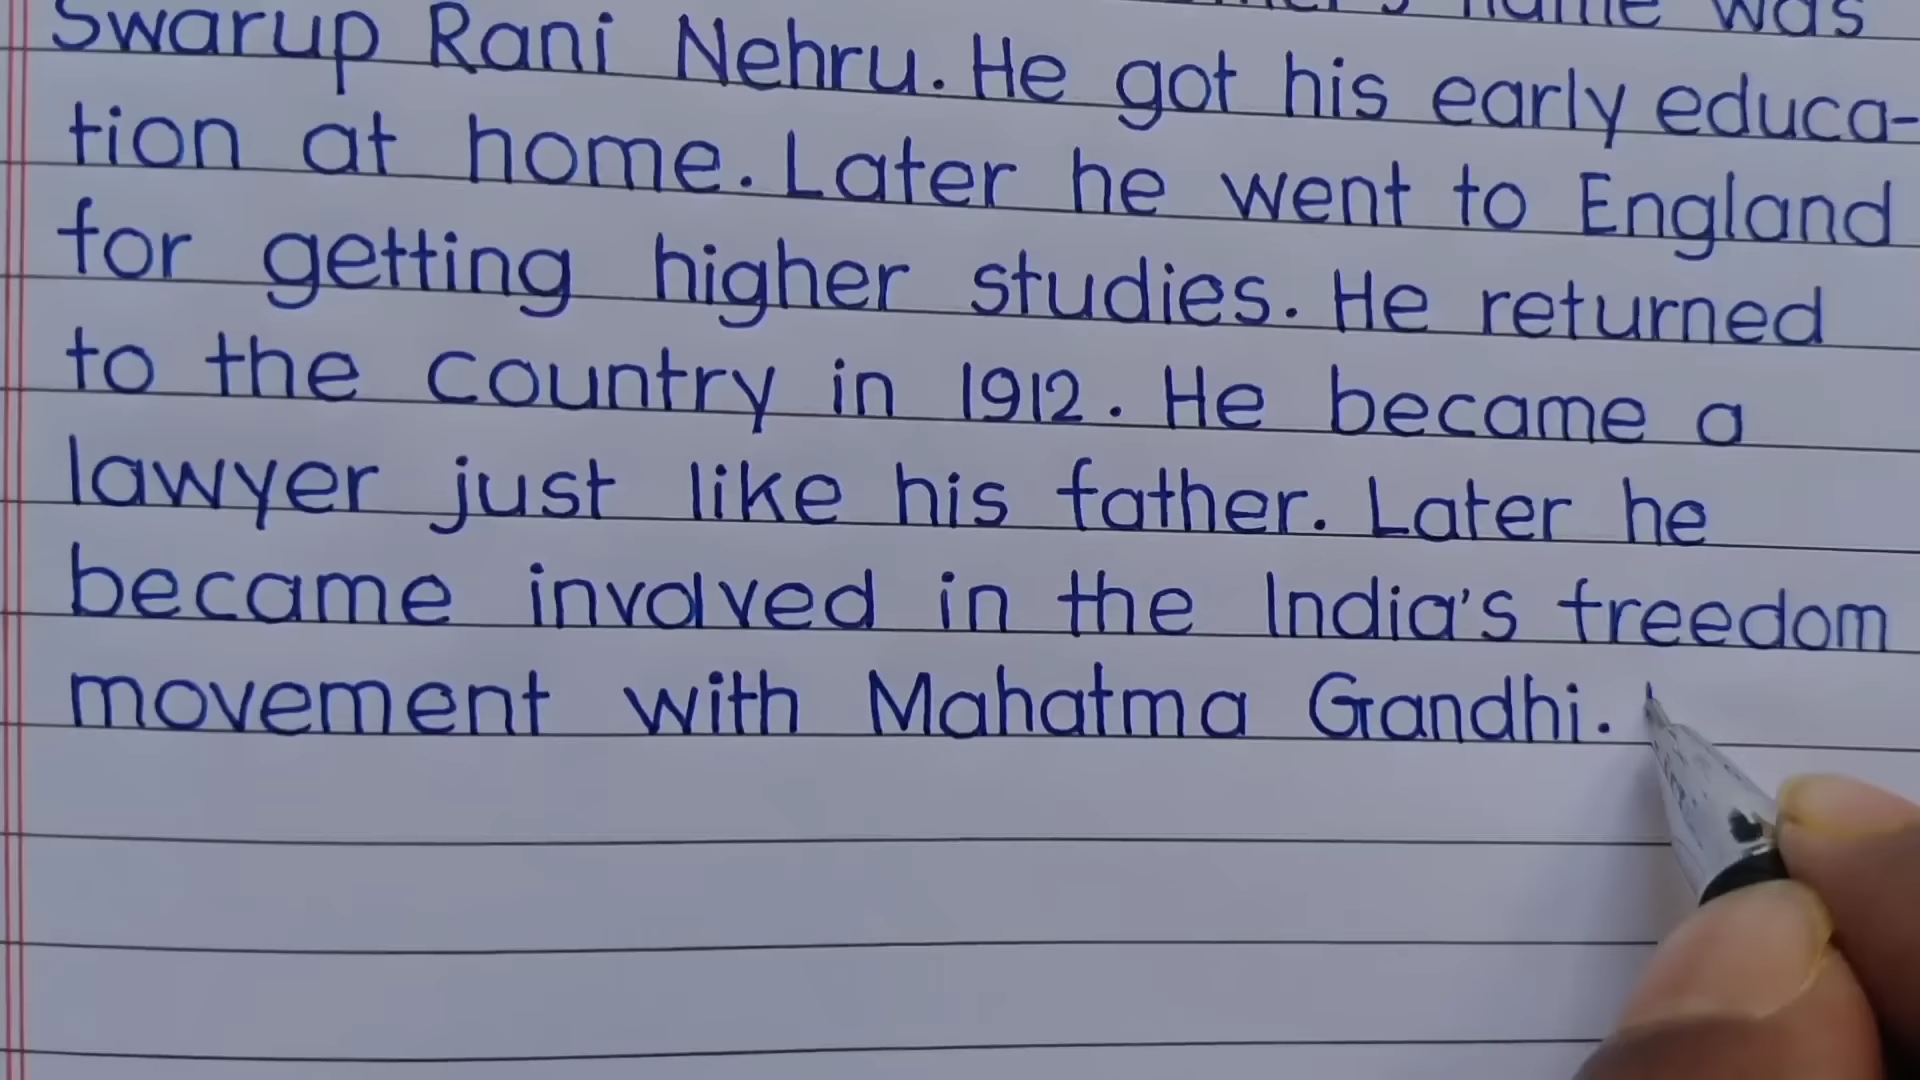 name was
Swarup Rani Nehru. He got his early educa-
tion at home. Later he went to England
for getting higher studies. He returned
to the country in 1912. He became a
lawyer just like his father. Later he
became involved in the India's freedom
movement with Mahatma Gandhi.